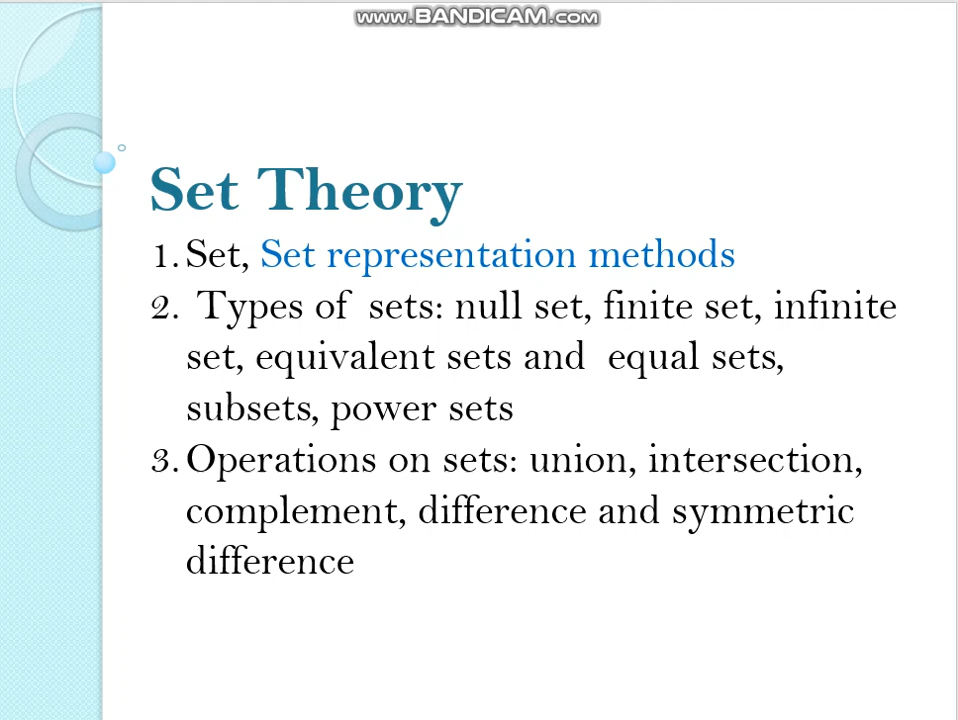 www.BANDICAM.com
Set Theory
1. Set, Set representation methods
2. Types of sets: null set, finite set, infinite
set, equivalent sets and equal sets,
subsets, power sets
3. Operations on sets: union, intersection,
complement, difference and symmetric
difference